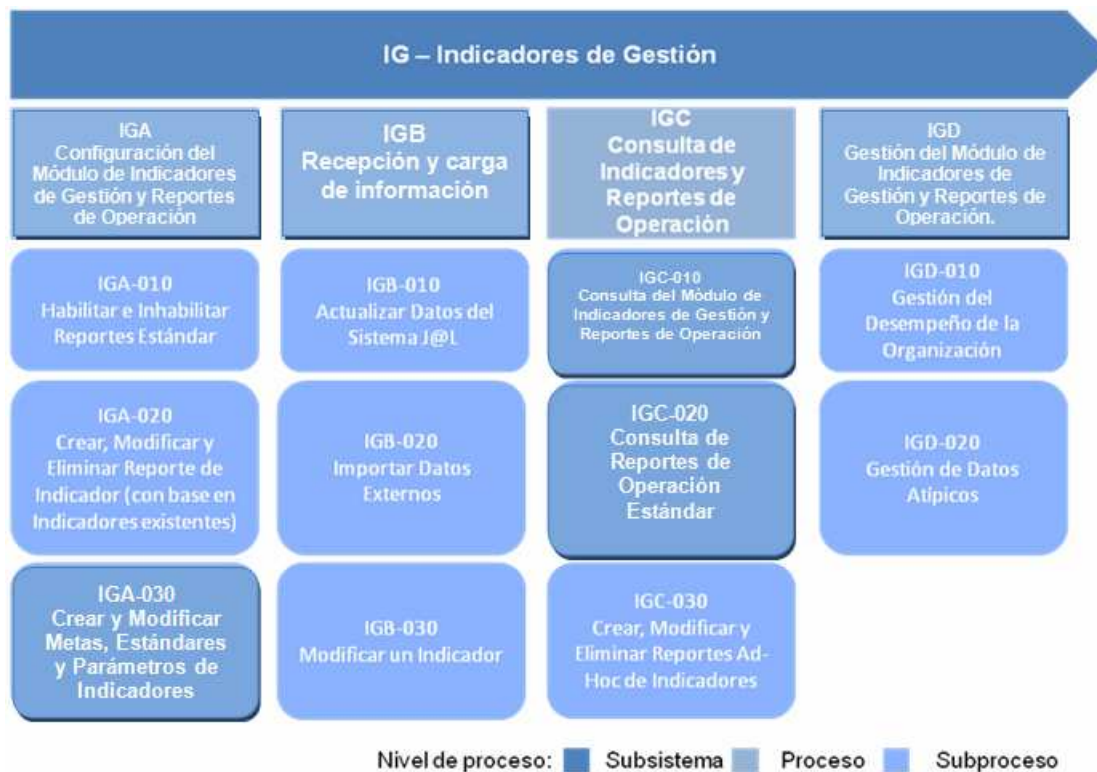 IG – Indicadores de Gestión
IGA
Configuración del
Módulo de Indicadores
de Gestión y Reportes
de Operación
IGA-010
Habilitar e Inhabilitar
Reportes Estándar
IGA-020
Crear, Modificar y
Eliminar Reporte de
Indicador (con base en
Indicadores existentes)
IGA-030
Crear y Modificar
Metas, Estándares
y Parámetros de
Indicadores
IGB
Recepción y carga
de información
IGB-010
Actualizar Datos del
Sistema J@L
IGB-020
Importar Datos
Externos
IGB-030
Modificar un Indicador
IGC
Consulta de
Indicadores y
Reportes de
Operación
IGC-010
Consulta del Módulo de
Indicadores de Gestión y
Reportes de Operación
IGC-020
Consulta de
Reportes de
Operación
Estándar
IGC-030
Crear, Modificar y
Eliminar Reportes Ad-
Hoc de Indicadores
IGD
Gestión del Módulo de
Indicadores de
Gestión y Reportes de
Operación.
IGD-010
Gestión del
Desempeño de la
Organización
IGD-020
Gestión de Datos
Atípicos
Nivel de proceso: Subsistema Proceso Subproceso